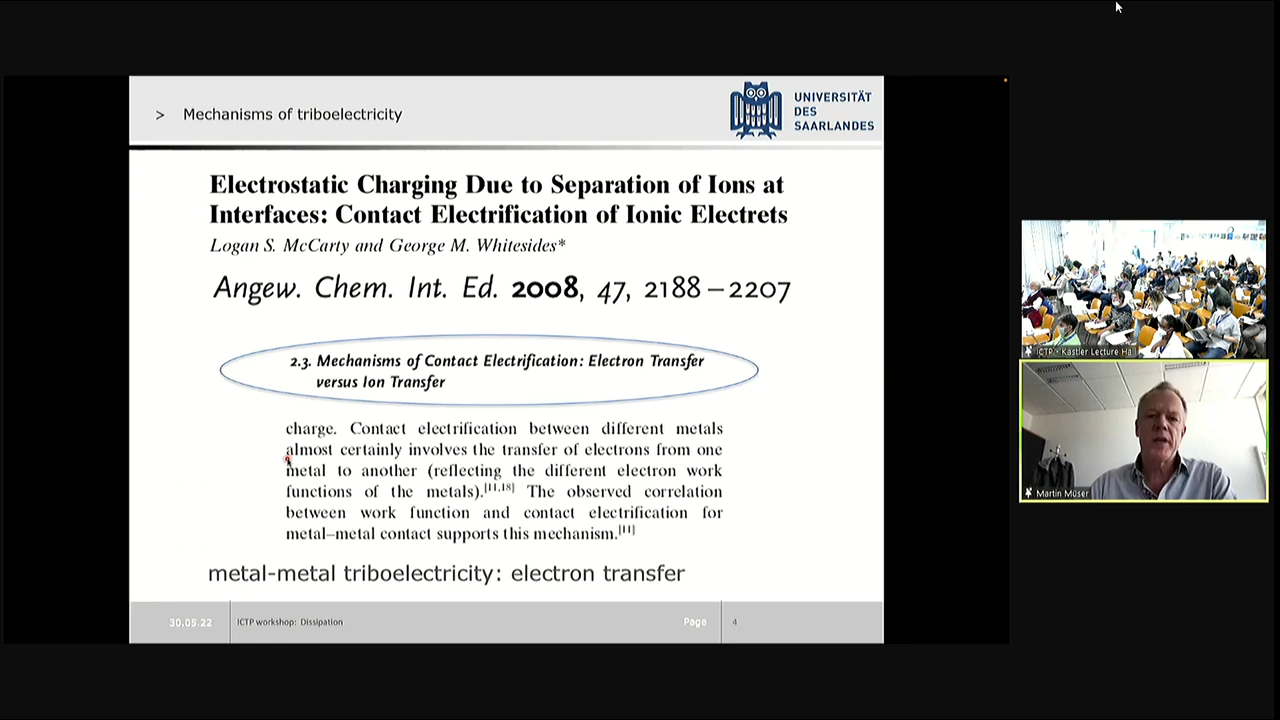 > Mechanisms of triboelectricity
UNIVERSITÄT
DES
SAARLANDES
Electrostatic Charging Due to Separation of Ions at
Interfaces: Contact Electrification of Ionic Electrets
Logan S. McCarty and George M. Whitesides*
Angew. Chem. Int. Ed. 2008, 47, 2188–2207
2.3. Mechanisms of Contact Electrification: Electron Transfer
versus Ion Transfer
charge. Contact electrification between different metals
almost certainly involves the transfer of electrons from one
metal to another (reflecting the different electron work
functions of the metals).[11,18] The observed correlation
between work function and contact electrification for
metal–metal contact supports this mechanism.[11]
metal-metal triboelectricity: electron transfer
30.05.22
ICTP workshop: Dissipation
Page
4
ICTP - Kastler Lecture Hal
Martin Müser